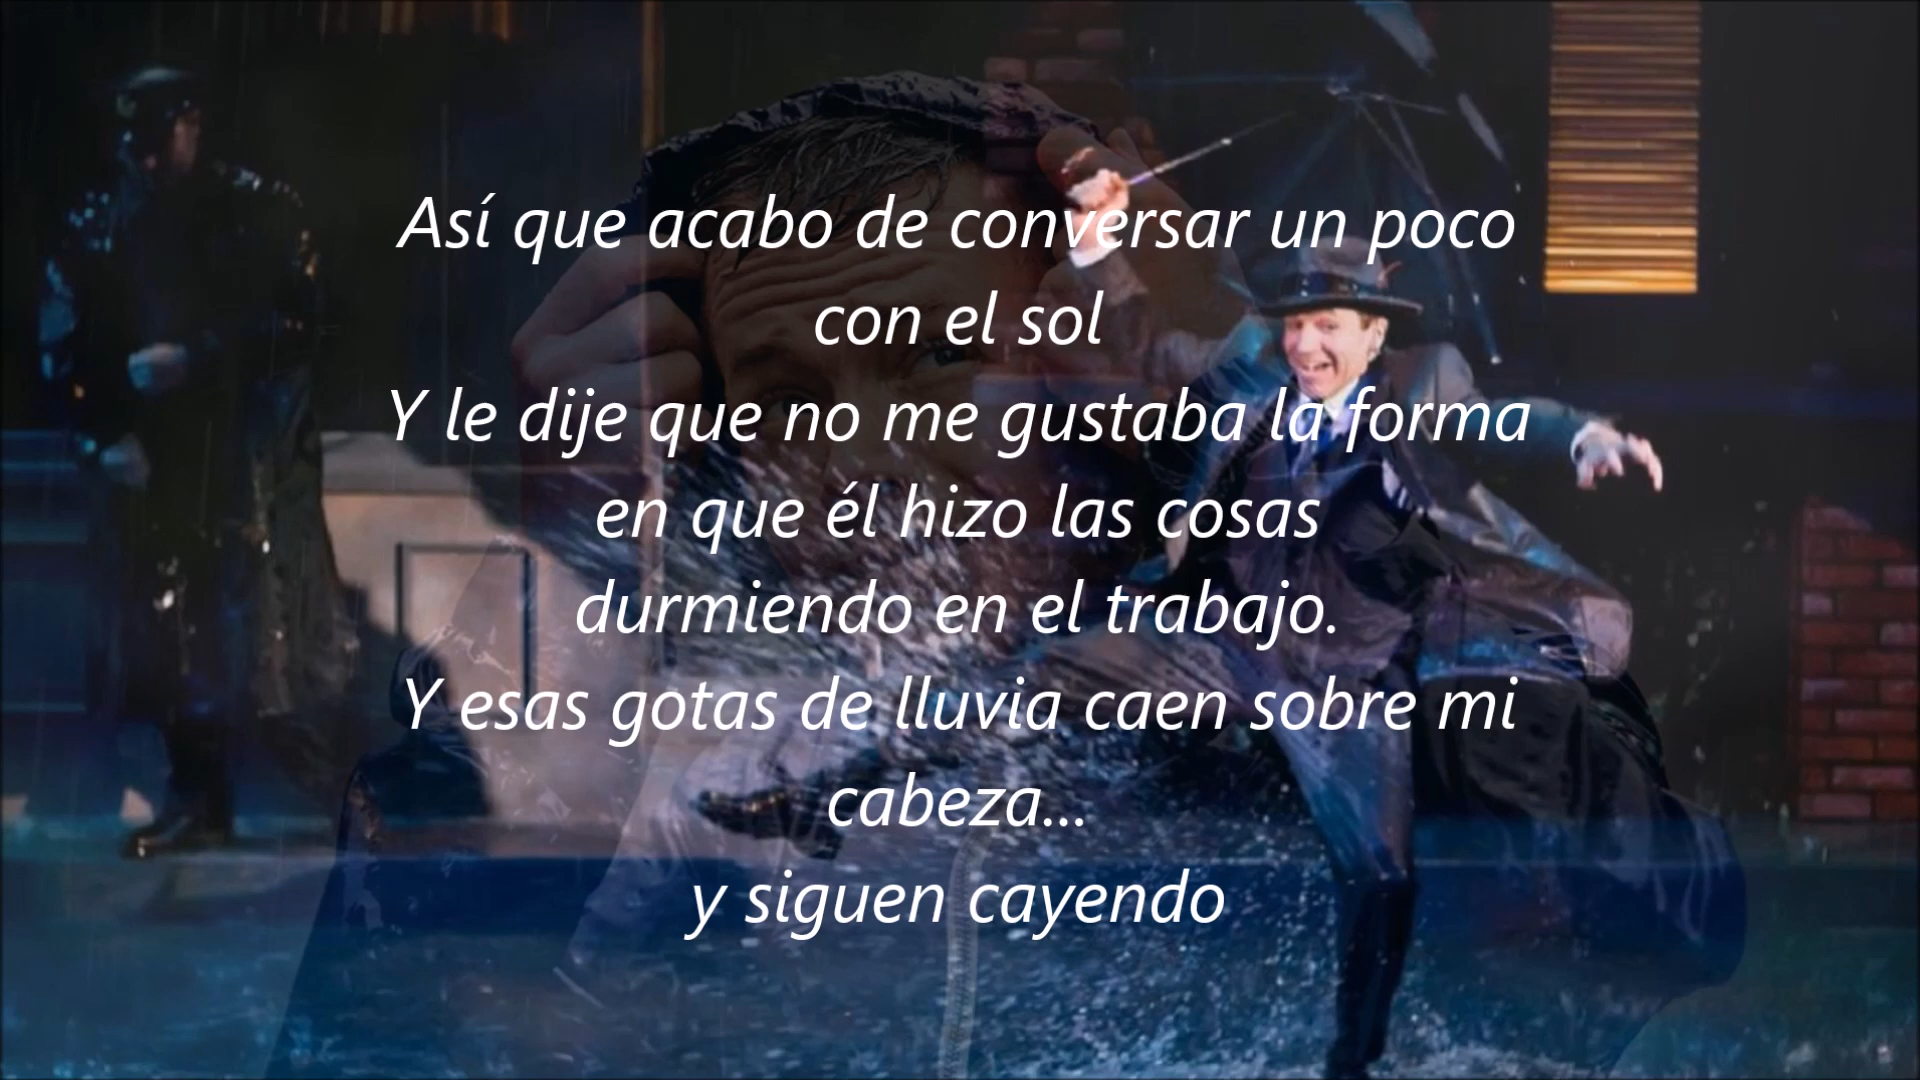 Así que acabo de conversar un poco
con el sol
Y le dije que no me gustaba la forma
en que él hizo las cosas
durmiendo en el trabajo.
Y esas gotas de lluvia caen sobre mi
cabeza...
y siguen cayendo